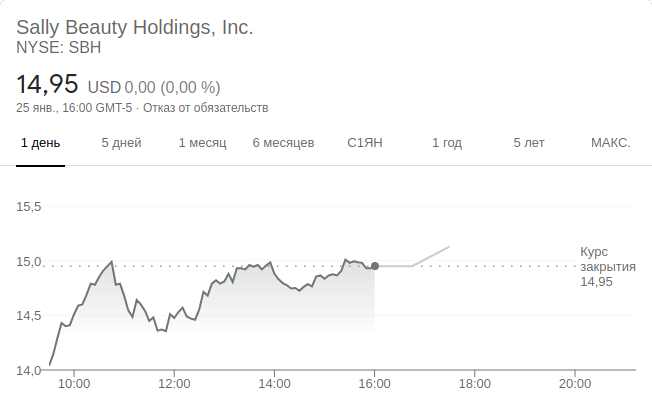 Sally Beauty Holdings, Inc.
NYSE: SBH
14,95 USD 0,00 (0,00 %)
25 янв., 16:00 GMT-5 · Отказ от обязательств
1 день 5 дней 1 месяц 6 месяцев С1ЯН 1 год 5 лет МАКС.
15,5
15,0
14,5
14,0
Курс
закрытия
14,95
10:00 12:00 14:00 16:00 18:00 20:00